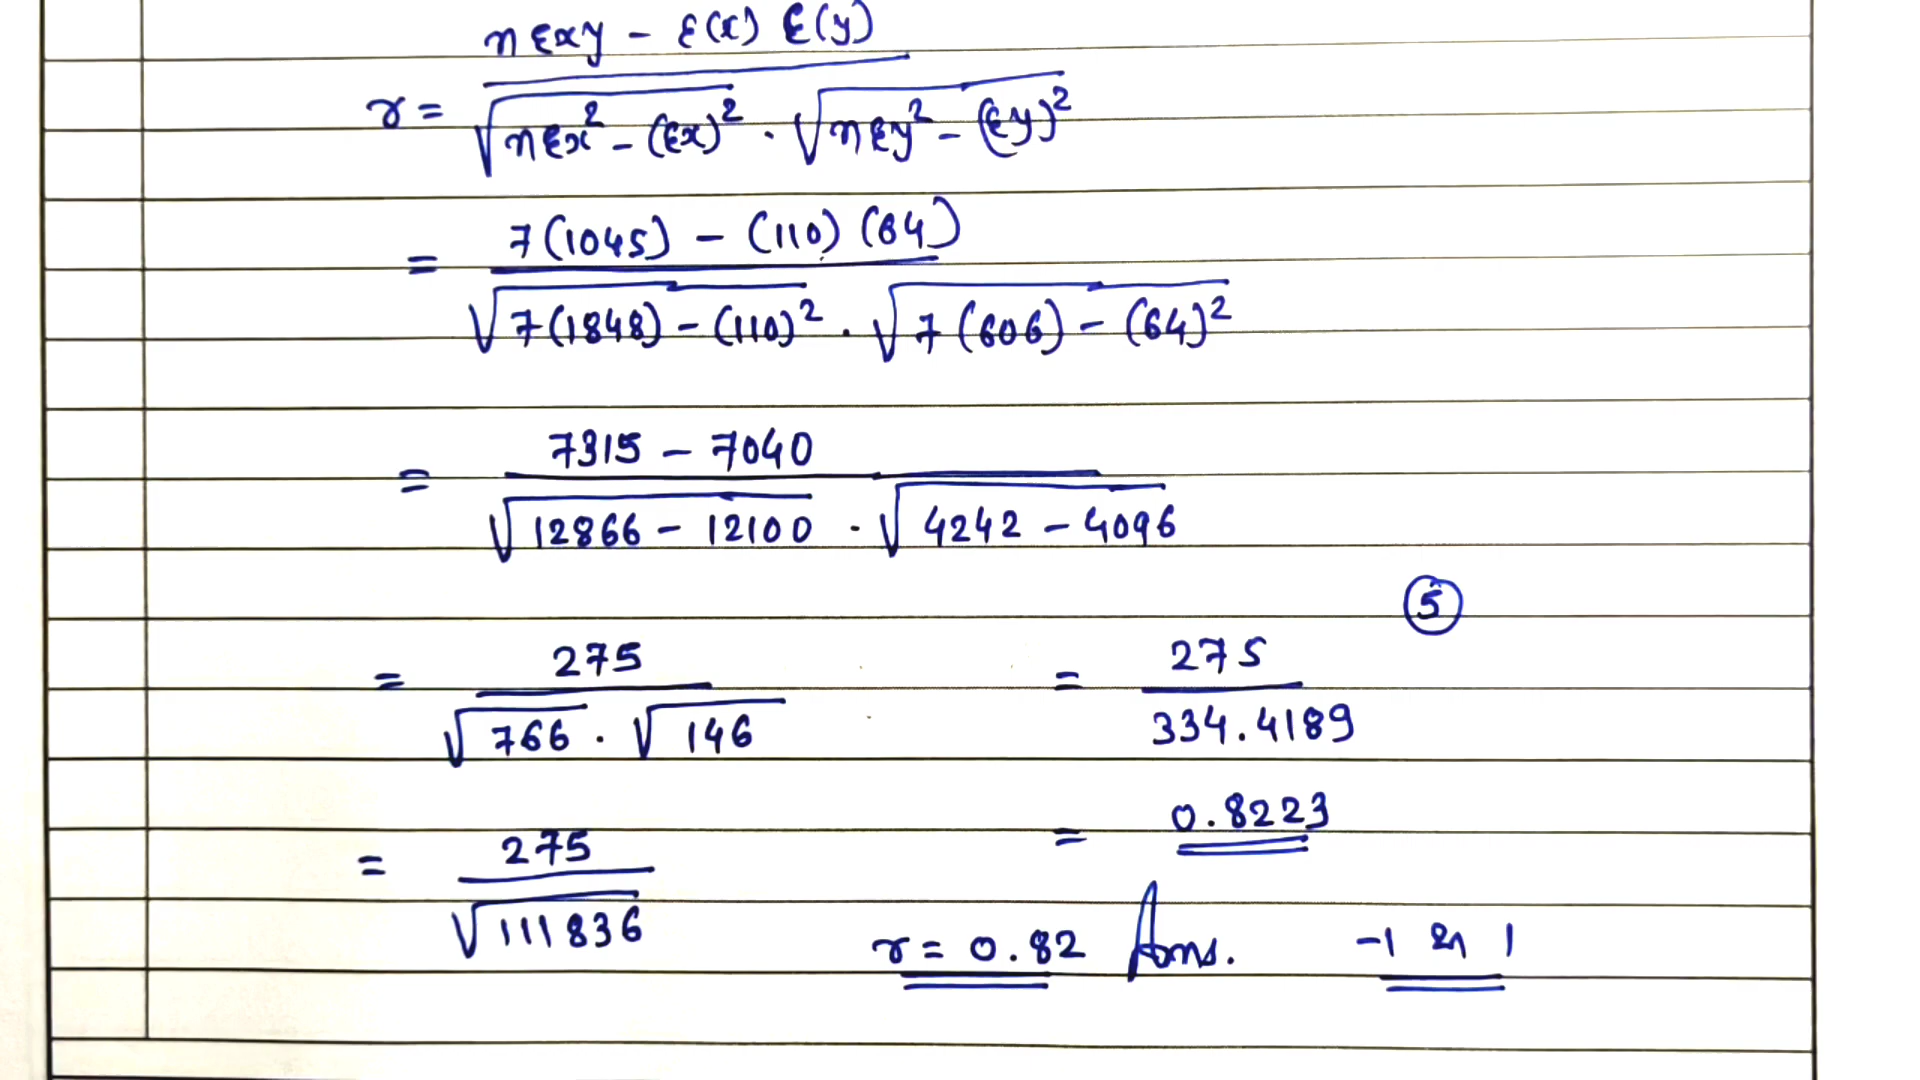 r = n Σxy - Σ(x) Σ(y) / √nΣx² - (Σx)² . √nΣy² - (Σy)²
= 7(1045) - (110) (64) / √7(1848) - (110)² . √7(606) - (64)²
= 7315 - 7040 / √12866 - 12100 . √4242 - 4096
5
= 275 / √766 . √146 = 275 / 334.4189
= 275 / √111836 = 0.8223
r = 0.82 Ans. -1 1